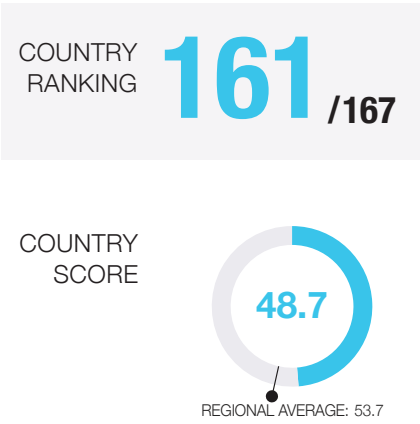 COUNTRY
RANKING
161 /167
COUNTRY
SCORE
48.7
REGIONAL AVERAGE: 53.7